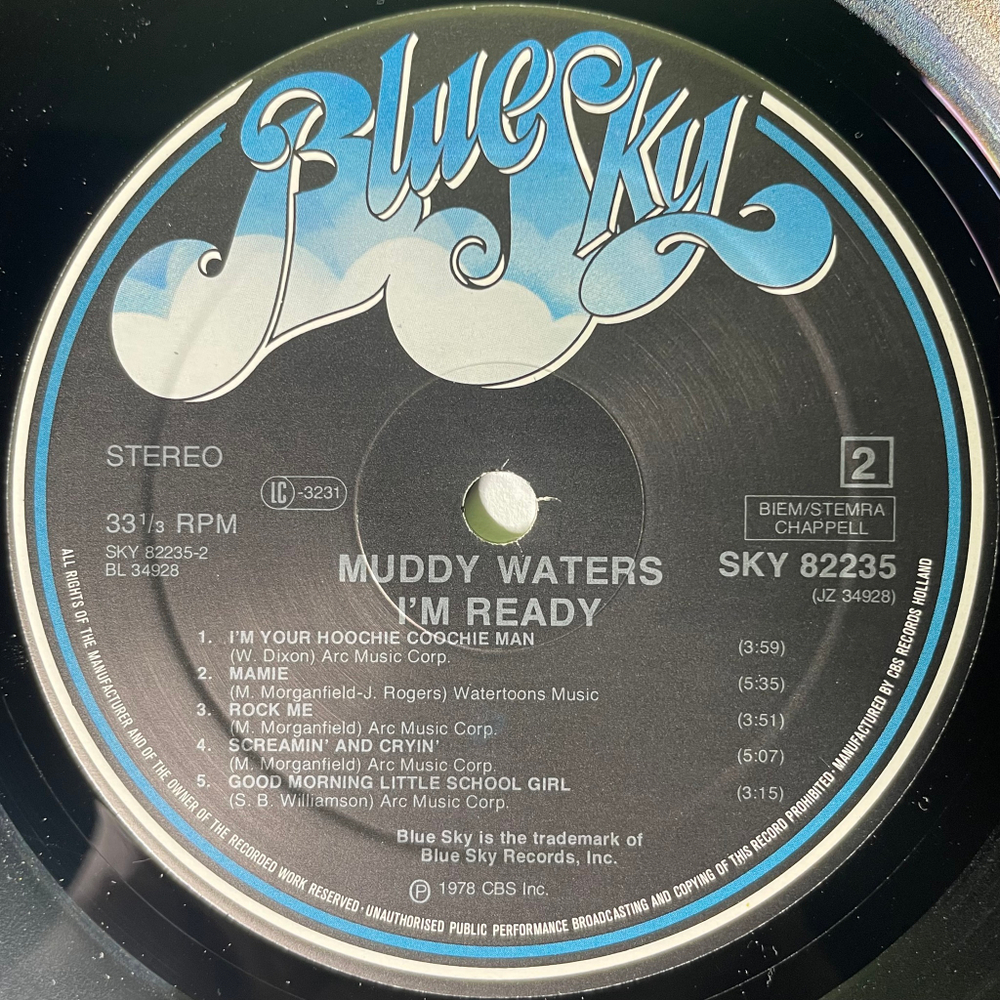 Blue Sky
STEREO
2
LC -3231
BIEM/STEMRA
CHAPPELL
33 1/3 RPM
SKY 82235-2
BL 34928
SKY 82235
(JZ 34928)
MUDDY WATERS
I'M READY
1. I'M YOUR HOOCHIE COOCHIE MAN (3:59)
(W. Dixon) Arc Music Corp.
2. MAMIE (5:35)
(M. Morganfield-J. Rogers) Watertoons Music
3. ROCK ME (3:51)
(M. Morganfield) Arc Music Corp.
4. SCREAMIN' AND CRYIN' (5:07)
(M. Morganfield) Arc Music Corp.
5. GOOD MORNING LITTLE SCHOOL GIRL (3:15)
(S. B. Williamson) Arc Music Corp.
Blue Sky is the trademark of
Blue Sky Records, Inc.
Ⓟ 1978 CBS Inc.
ALL RIGHTS OF THE MANUFACTURER AND OF THE OWNER OF THE RECORDED WORK RESERVED · UNAUTHORISED PUBLIC PERFORMANCE BROADCASTING AND COPYING OF THIS RECORD PROHIBITED · MANUFACTURED BY CBS RECORDS HOLLAND